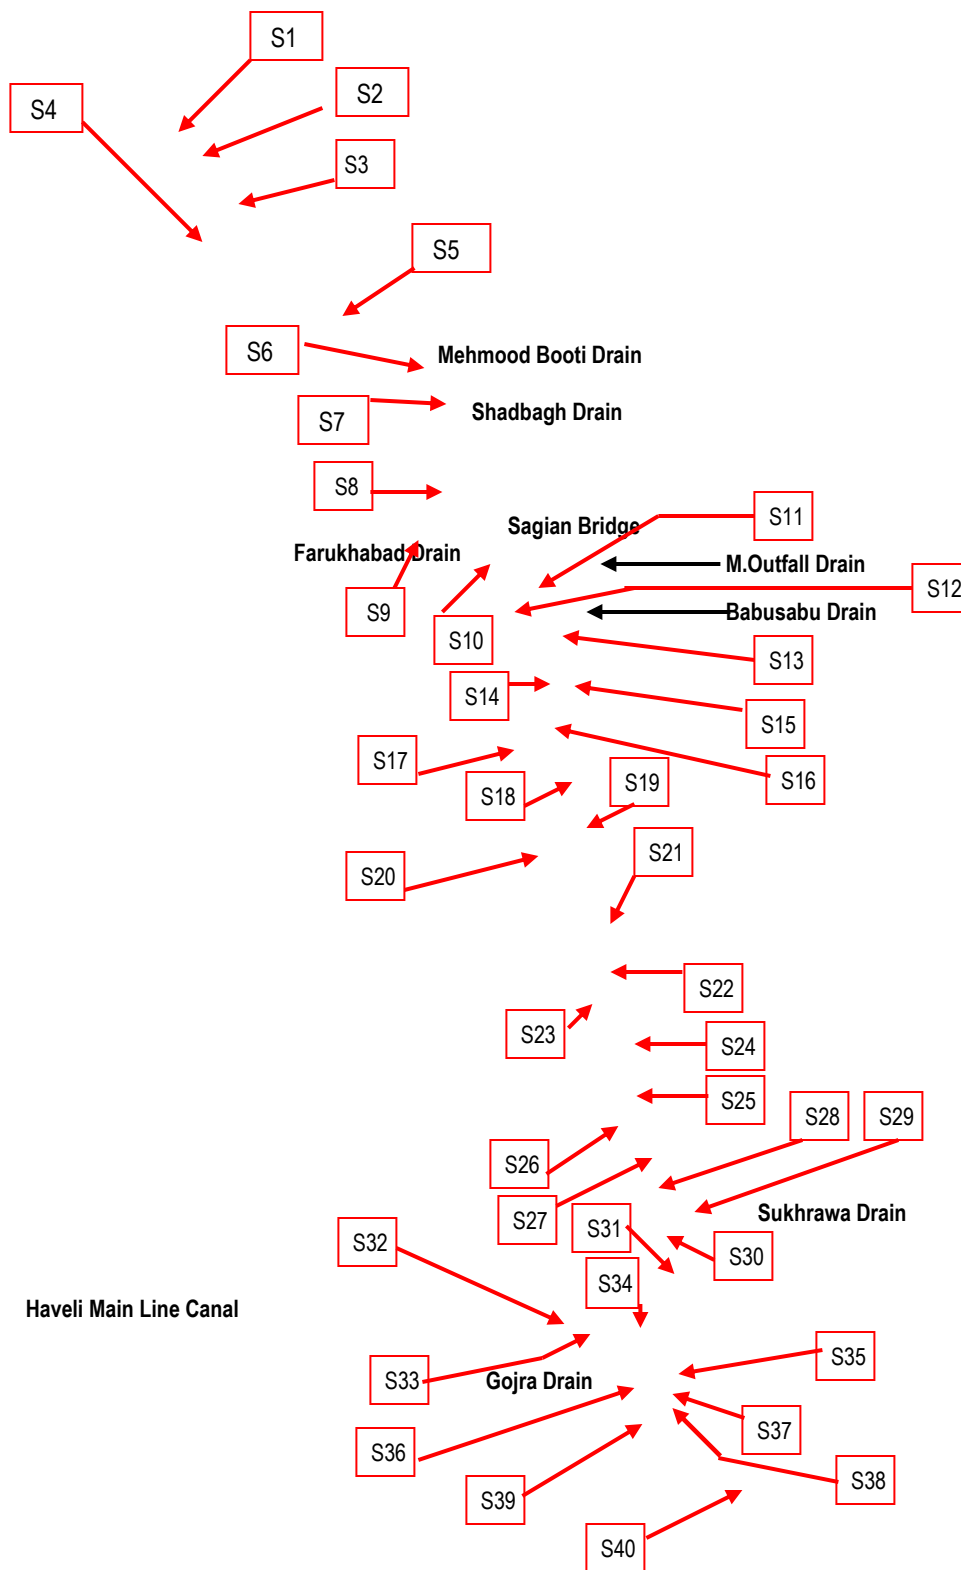 S1
S2
S4
S3
S5
S6
Mehmood Booti Drain
Shadbagh Drain
S7
S8
S11
Sagian Bridge
Farukhabad Drain
M.Outfall Drain
S12
S9
Babusabu Drain
S10
S13
S14
S15
S17
S16
S19
S18
S21
S20
S22
S23
S24
S25
S28
S29
S26
Sukhrawa Drain
S27
S31
S32
S30
S34
Haveli Main Line Canal
S35
S33
Gojra Drain
S37
S36
S38
S39
S40